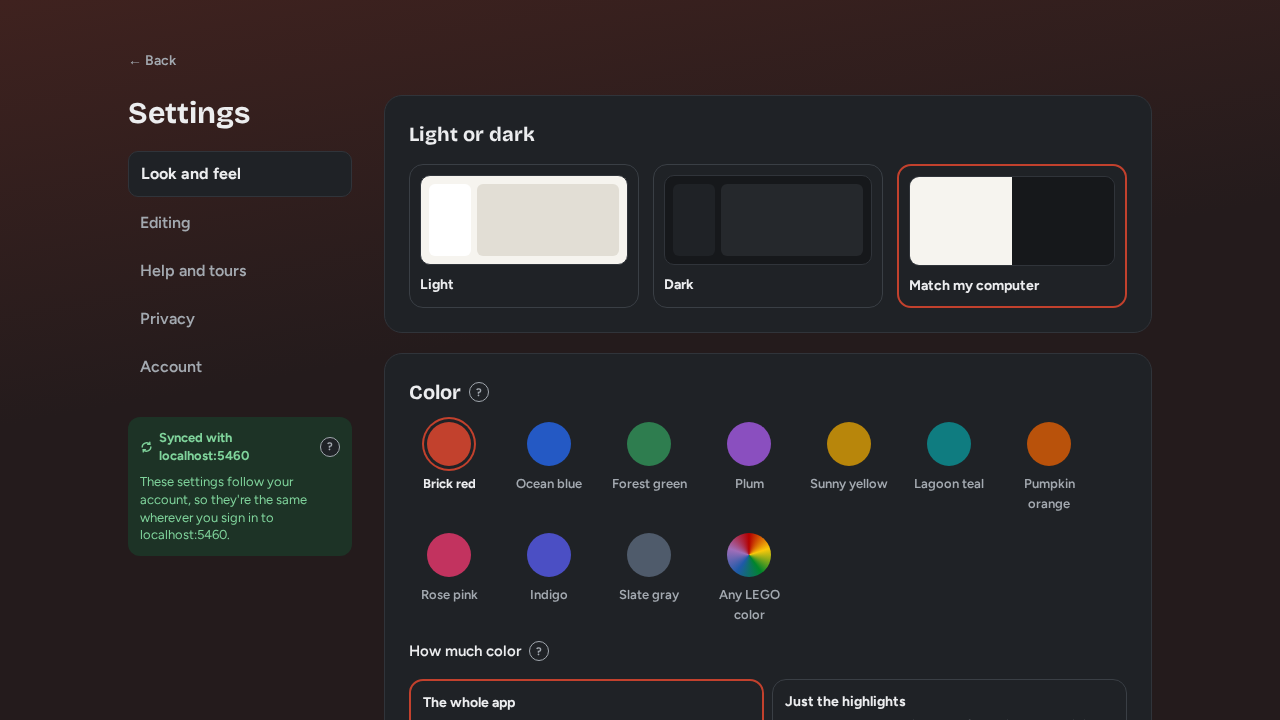 ← Back
Settings
Look and feel
Editing
Help and tours
Privacy
Account
Synced with
localhost:5460
?
These settings follow your
account, so they're the same
wherever you sign in to
localhost:5460.
Light or dark
Light
Dark
Match my computer
Color ?
Brick red
Ocean blue
Forest green
Plum
Sunny yellow
Lagoon teal
Pumpkin
orange
Rose pink
Indigo
Slate gray
Any LEGO
color
How much color ?
The whole app
Just the highlights